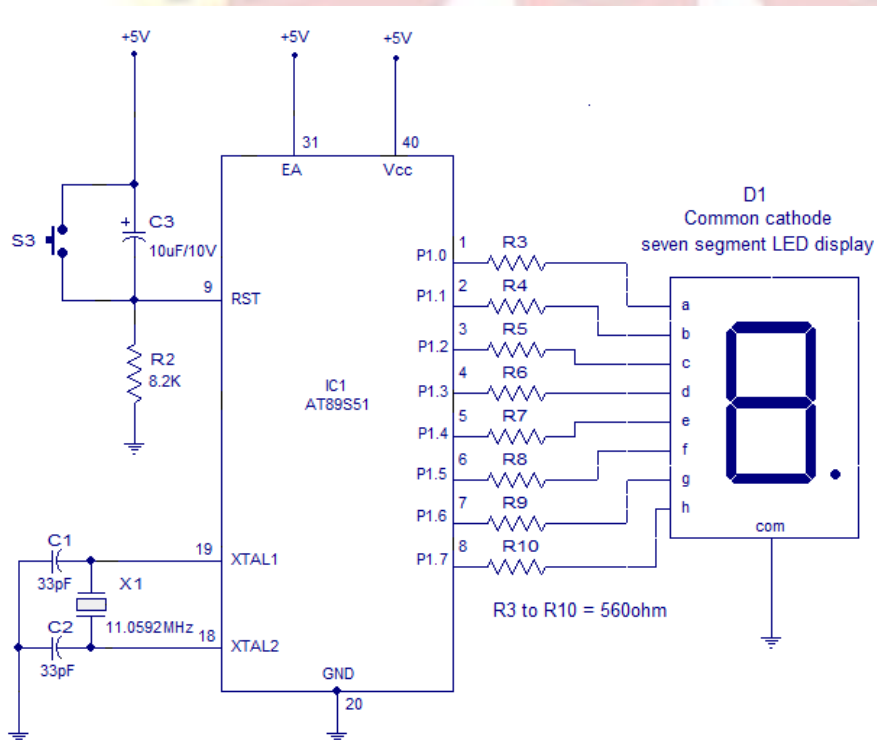 +5V
+5V
+5V
31
40
EA
Vcc
S3
+
C3
10uF/10V
9
RST
R2
8.2K
IC1
AT89S51
P1.0
1
R3
P1.1
2
R4
P1.2
3
R5
P1.3
4
R6
P1.4
5
R7
P1.5
6
R8
P1.6
7
R9
P1.7
8
R10
R3 to R10 = 560ohm
D1
Common cathode
seven segment LED display
a
b
c
d
e
f
g
h
com
C1
33pF
X1
11.0592MHz
C2
33pF
19
XTAL1
18
XTAL2
GND
20